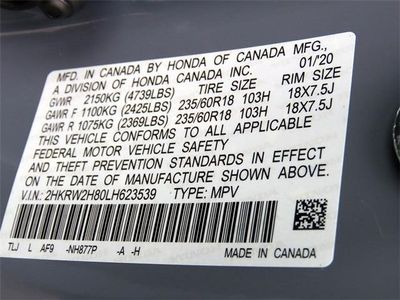 MFD. IN CANADA BY HONDA OF CANADA MFG.,
A DIVISION OF HONDA CANADA INC. 01/'20
GVWR 2150KG (4739LBS) TIRE SIZE RIM SIZE
GAWR F 1100KG (2425LBS) 235/60R18 103H 18X7.5J
GAWR R 1075KG (2369LBS) 235/60R18 103H 18X7.5J
THIS VEHICLE CONFORMS TO ALL APPLICABLE
FEDERAL MOTOR VEHICLE SAFETY
AND THEFT PREVENTION STANDARDS IN EFFECT
ON THE DATE OF MANUFACTURE SHOWN ABOVE.
V.I.N.: 2HKRW2H80LH623539 TYPE: MPV
TLJ L AF9 -NH877P -A -H
MADE IN CANADA